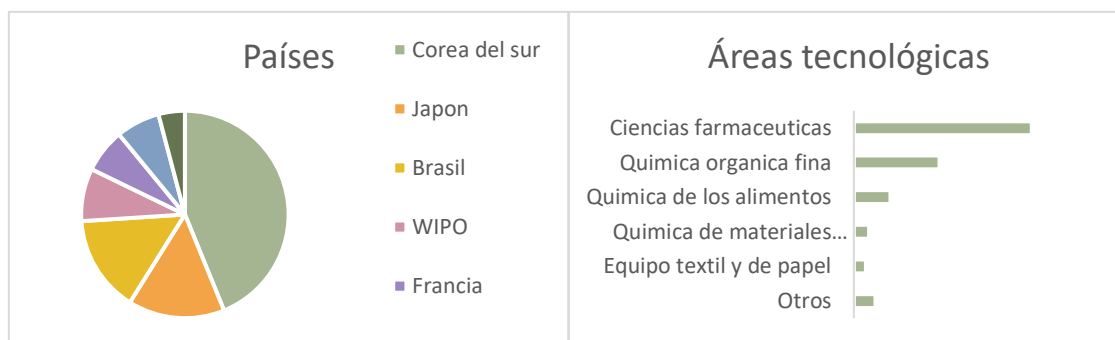 Países
Corea del sur
Japon
Brasil
WIPO
Francia
Áreas tecnológicas
Ciencias farmaceuticas
Quimica organica fina
Quimica de los alimentos
Quimica de materiales...
Equipo textil y de papel
Otros